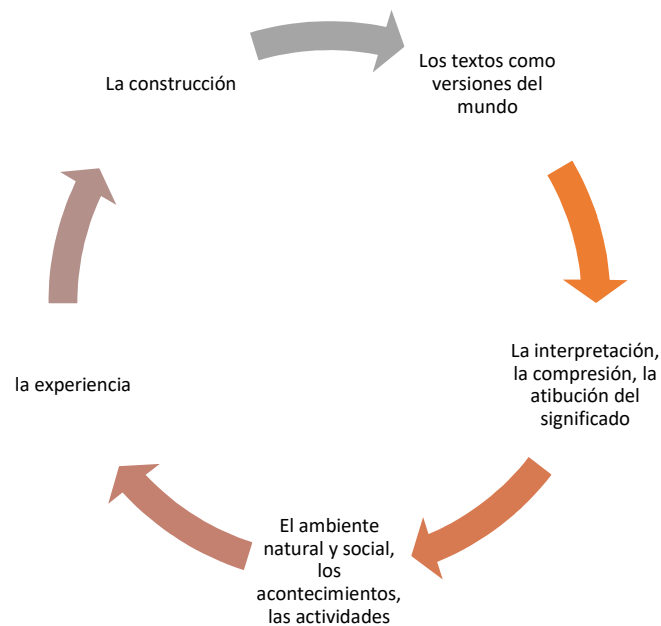 La construcción
Los textos como
versiones del
mundo
La interpretación,
la compresión, la
atibución del
significado
El ambiente
natural y social,
los
acontecimientos,
las actividades
la experiencia